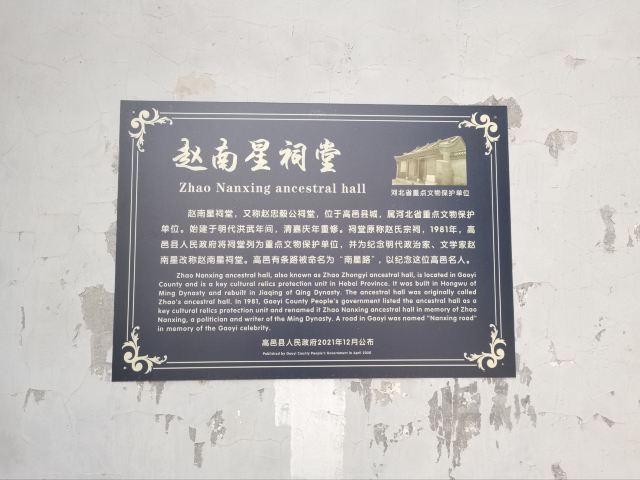 赵南星祠堂
Zhao Nanxing ancestral hall
河北省重点文物保护单位
赵南星祠堂，又称赵忠毅公祠堂，位于高邑县城，属河北省重点文物保护
单位。始建于明代洪武年间，清嘉庆年重修。祠堂原称赵氏宗祠，1981年，高
邑县人民政府将祠堂列为重点文物保护单位，并为纪念明代政治家、文学家赵
南星改称赵南星祠堂。高邑有条路被命名为“南星路”，以纪念这位高邑名人。
Zhao Nanxing ancestral hall, also known as Zhao Zhongyi ancestral hall, is located in Gaoyi
County and is a key cultural relics protection unit in Hebei Province. It was built in Hongwu of
Ming Dynasty and rebuilt in Jiaqing of Qing Dynasty. The ancestral hall was originally called
Zhao's ancestral hall. In 1981, Gaoyi County People's government listed the ancestral hall as a
key cultural relics protection unit and renamed it Zhao Nanxing ancestral hall in memory of Zhao
Nanxing, a politician and writer of the Ming Dynasty. A road in Gaoyi was named "Nanxing road"
in memory of the Gaoyi celebrity.
高邑县人民政府2021年12月公布
Published by Gaoyi County People's Government in April 2020